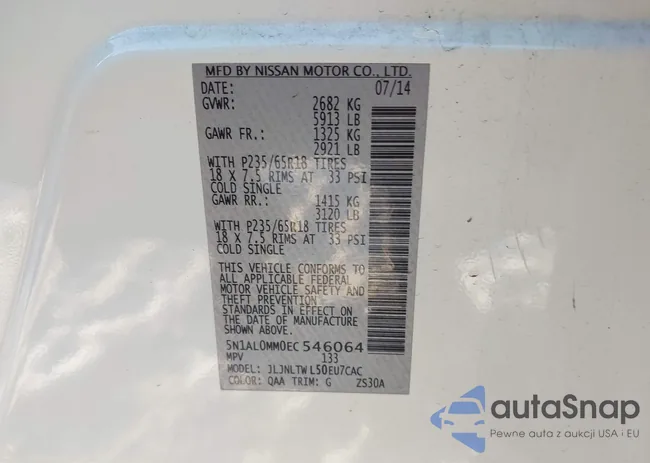 MFD BY NISSAN MOTOR CO., LTD.
DATE: 07/14
GVWR: 2682 KG
5913 LB
GAWR FR.: 1325 KG
2921 LB
WITH P235/65R18 TIRES
18 X 7.5 RIMS AT 33 PSI
COLD SINGLE
GAWR RR.: 1415 KG
3120 LB
WITH P235/65R18 TIRES
18 X 7.5 RIMS AT 33 PSI
COLD SINGLE
THIS VEHICLE CONFORMS TO
ALL APPLICABLE FEDERAL
MOTOR VEHICLE SAFETY AND
THEFT PREVENTION
STANDARDS IN EFFECT ON THE
DATE OF MANUFACTURE
SHOWN ABOVE.
5N1AL0MM0EC 546064
MPV 133
MODEL: JLJNLTW L50EU7CAC
COLOR: QAA TRIM: G ZS30A
autaSnap
Pewne auta z aukcji USA i EU